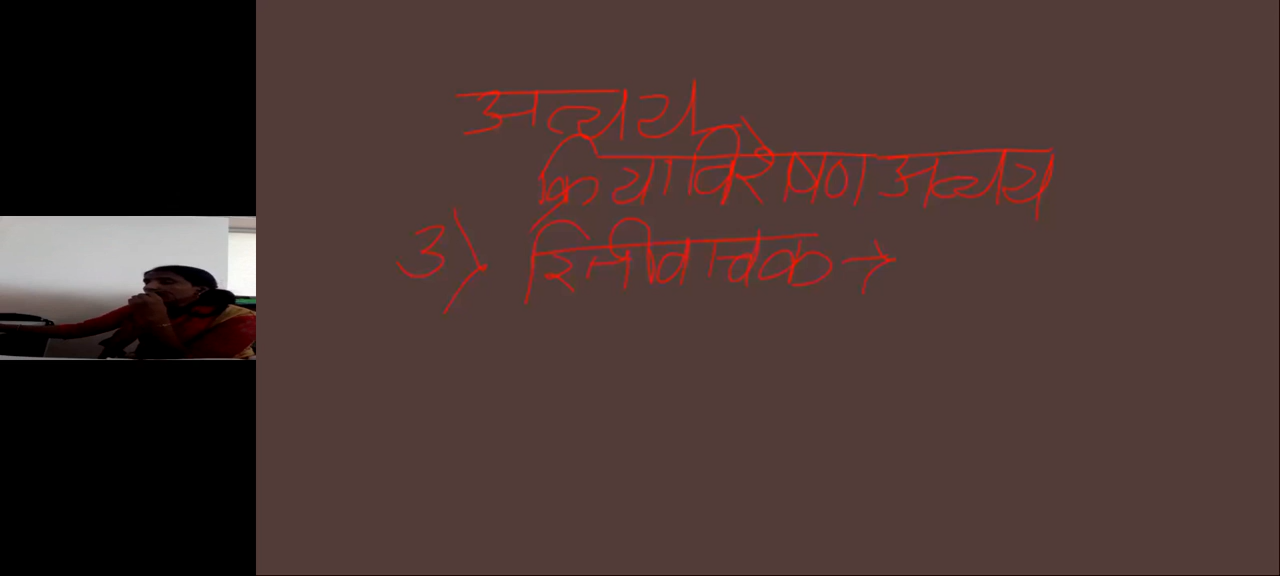 अव्यय
क्रियाविशेषण अव्यय
3) रितीवाचक →